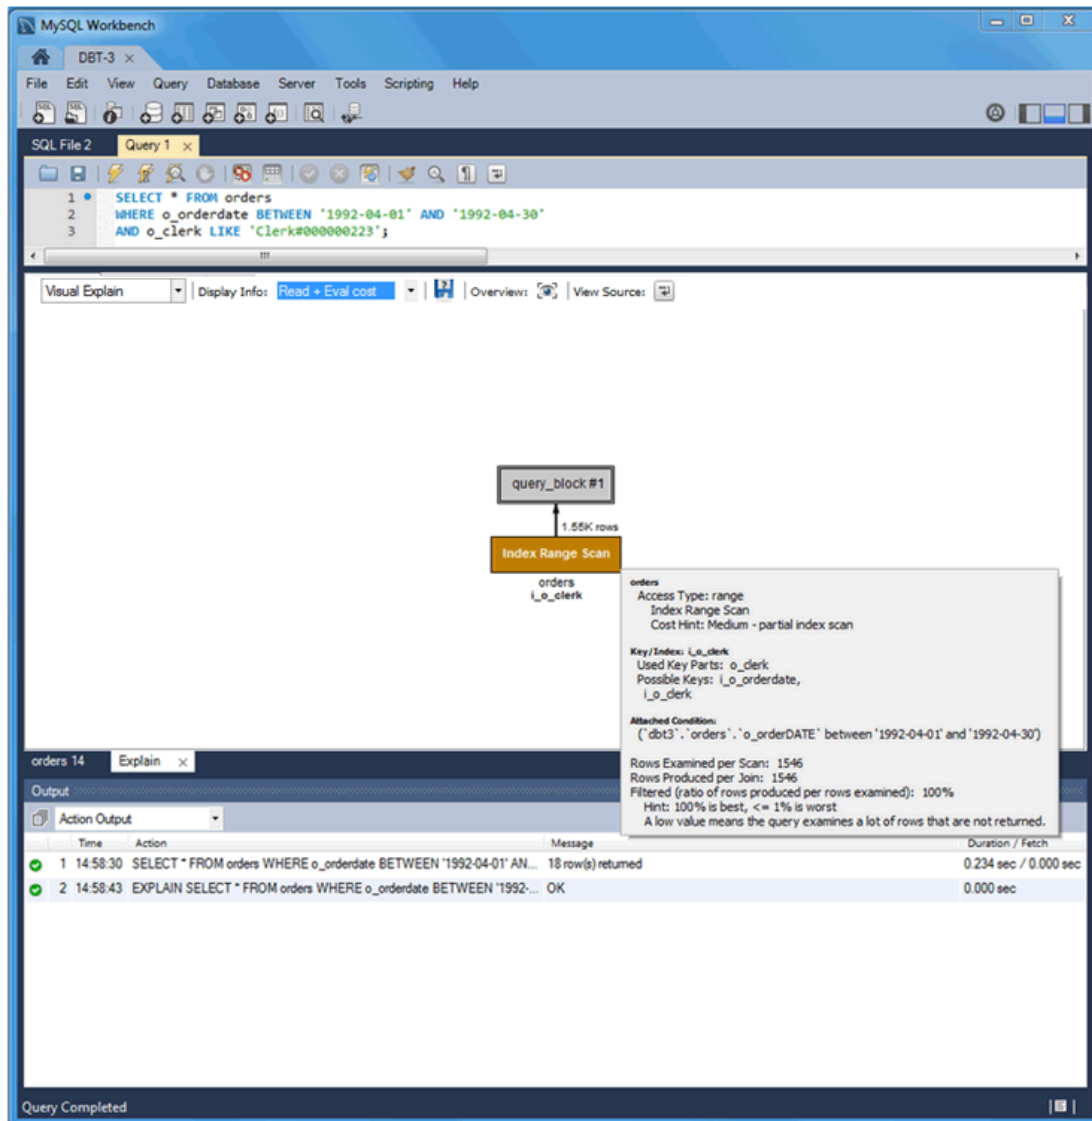 MySQL Workbench
DBT-3
File Edit View Query Database Server Tools Scripting Help
SQL File 2 Query 1
1 SELECT * FROM orders
2 WHERE o_orderdate BETWEEN '1992-04-01' AND '1992-04-30'
3 AND o_clerk LIKE 'Clerk#000000223';
Visual Explain Display Info: Read + Eval cost Overview: View Source:
query_block #1
1.55K rows
Index Range Scan
orders
i_o_clerk
orders
Access Type: range
Index Range Scan
Cost Hint: Medium - partial index scan
Key/Index: i_o_clerk
Used Key Parts: o_clerk
Possible Keys: i_o_orderdate,
i_o_clerk
Attached Condition:
(`dbt3`.`orders`.`o_orderDATE` between '1992-04-01' and '1992-04-30')
Rows Examined per Scan: 1546
Rows Produced per Join: 1546
Filtered (ratio of rows produced per rows examined): 100%
Hint: 100% is best, <= 1% is worst
A low value means the query examines a lot of rows that are not returned.
orders 14 Explain
Output
Action Output
Time Action Message Duration / Fetch
1 14:58:30 SELECT * FROM orders WHERE o_orderdate BETWEEN '1992-04-01' AN... 18 row(s) returned 0.234 sec / 0.000 sec
2 14:58:43 EXPLAIN SELECT * FROM orders WHERE o_orderdate BETWEEN '1992-... OK 0.000 sec
Query Completed